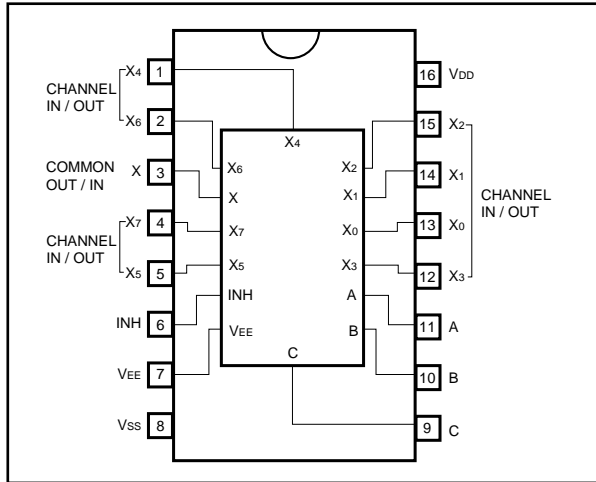 X4 1
CHANNEL
IN / OUT
X6 2
COMMON
OUT / IN
X 3
X7 4
CHANNEL
IN / OUT
X5 5
INH 6
VEE 7
VSS 8
X4
X6
X
X7
X5
INH
VEE
C
X2
X1
X0
X3
A
B
16 VDD
15 X2
14 X1
CHANNEL
IN / OUT
13 X0
12 X3
11 A
10 B
9 C